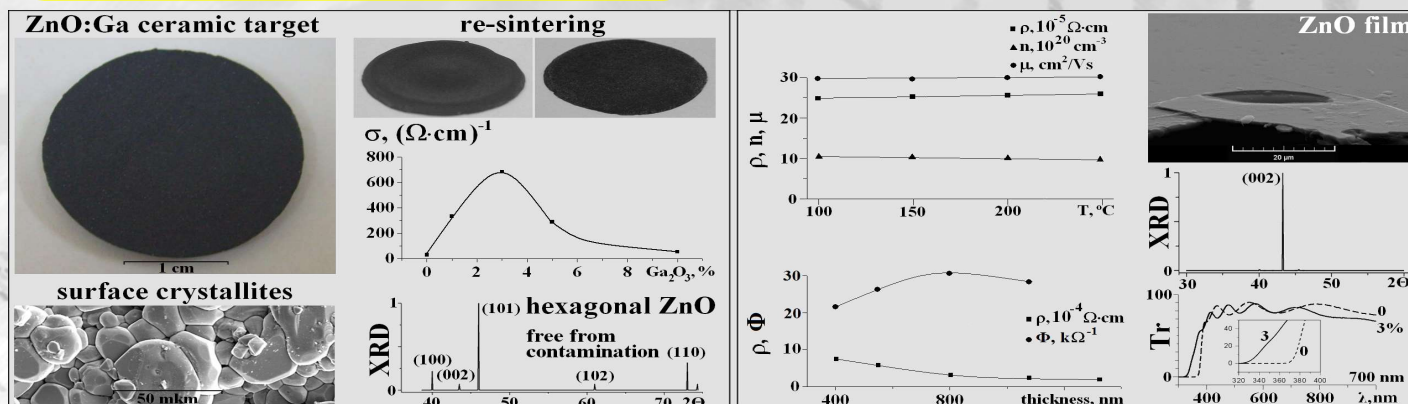 ZnO:Ga ceramic target
1 cm
surface crystallites
50 mkm
re-sintering
σ, (Ω·cm)⁻¹
800
600
400
200
0
0 2 4 6 8 10
Ga₂O₃, %
XRD
(100)
(002)
(101)
hexagonal ZnO
free from
contamination
(102)
(110)
40 50 60 70 2Θ
ρ, 10⁻⁵ Ω·cm
n, 10²⁰ cm⁻³
μ, cm²/Vs
ρ, n, μ
30
20
10
0
100 150 200 T, ºC
ρ, Φ
30
20
10
0
ρ, 10⁻⁴ Ω·cm
Φ, kΩ⁻¹
400 800 thickness, nm
ZnO film
20 µm
XRD
1
0
(002)
30 40 50 2Θ
Tr
100
50
0
40
20
0
3
0
320 340 360 380 400
0
3%
700 nm
400 600 800 λ, nm